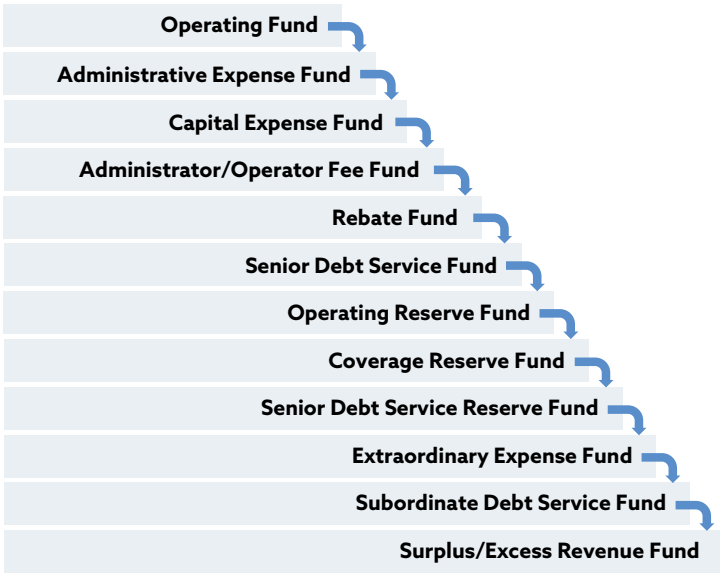 Operating Fund
Administrative Expense Fund
Capital Expense Fund
Administrator/Operator Fee Fund
Rebate Fund
Senior Debt Service Fund
Operating Reserve Fund
Coverage Reserve Fund
Senior Debt Service Reserve Fund
Extraordinary Expense Fund
Subordinate Debt Service Fund
Surplus/Excess Revenue Fund